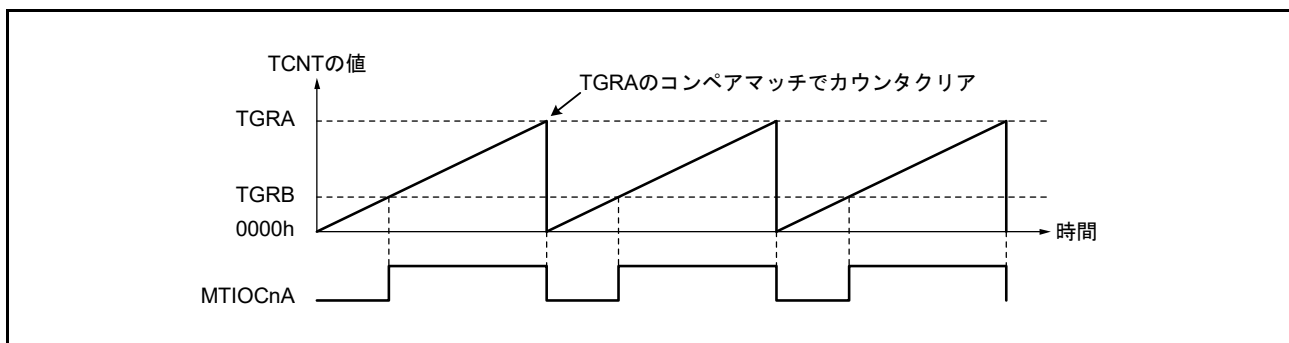 TCNTの値
TGRAのコンペアマッチでカウンタクリア
TGRA
TGRB
0000h
時間
MTIOCnA